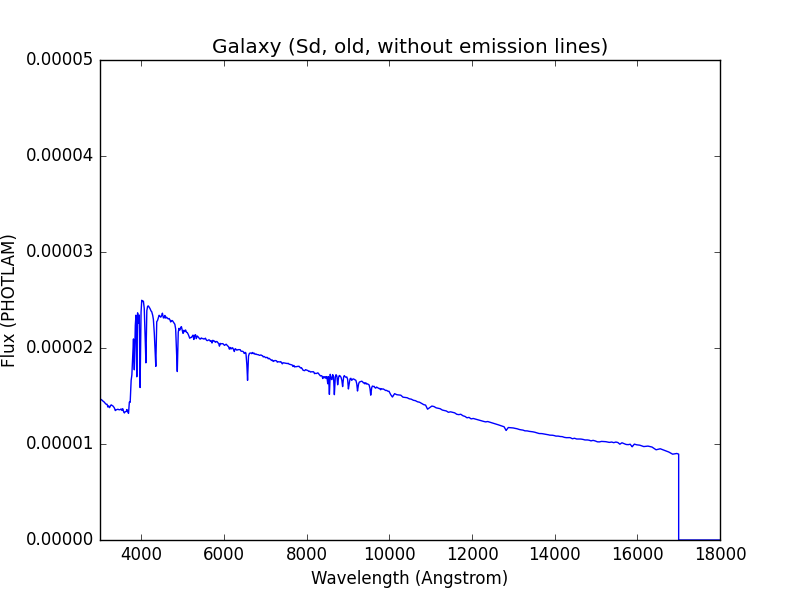 Galaxy (Sd, old, without emission lines)
0.00005
0.00004
0.00003
0.00002
0.00001
0.00000
Flux (PHOTLAM)
4000 6000 8000 10000 12000 14000 16000 18000
Wavelength (Angstrom)